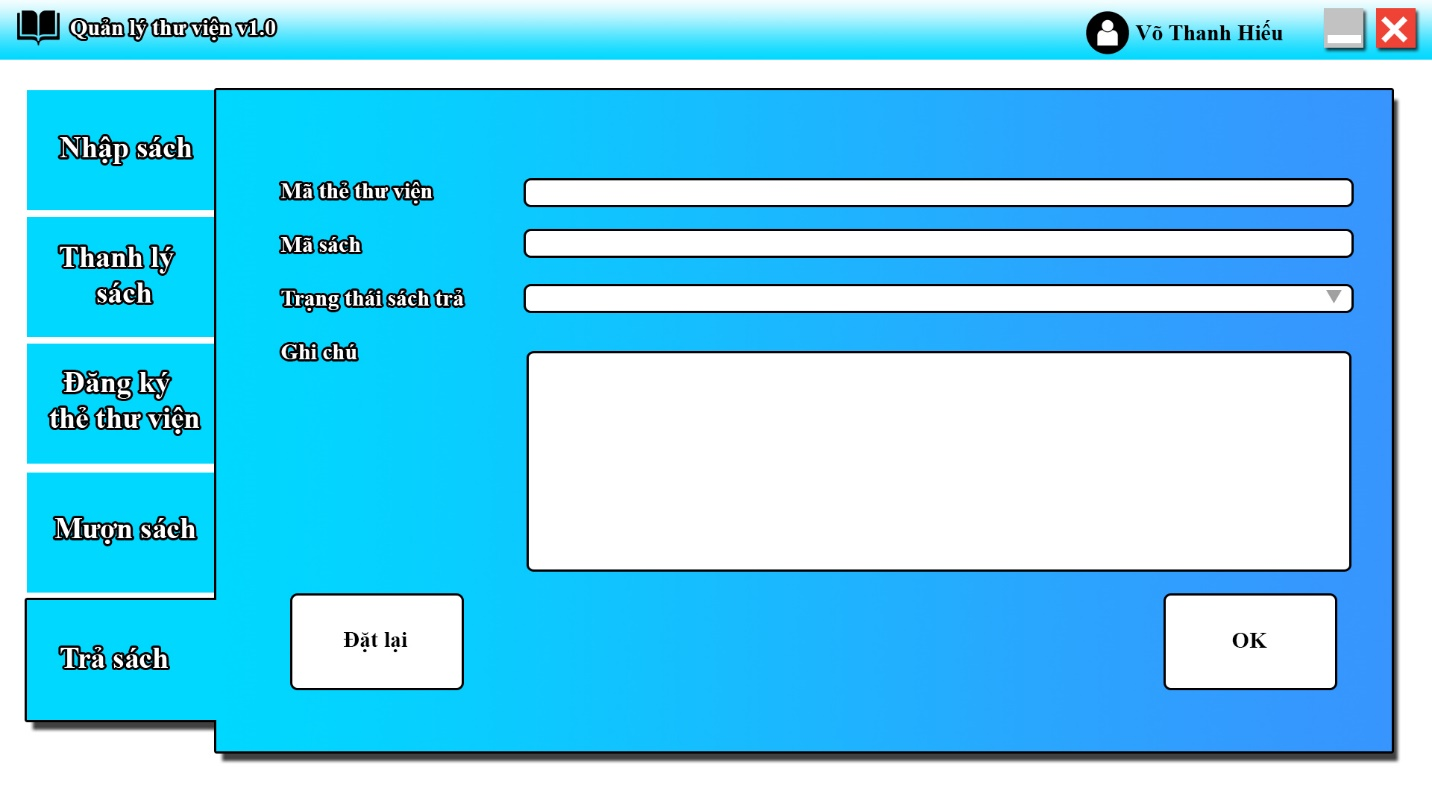 Quản lý thư viện v1.0
Võ Thanh Hiếu
Nhập sách
Thanh lý
sách
Đăng ký
thẻ thư viện
Mượn sách
Trả sách
Mã thẻ thư viện
Mã sách
Trạng thái sách trả
Ghi chú
Đặt lại
OK